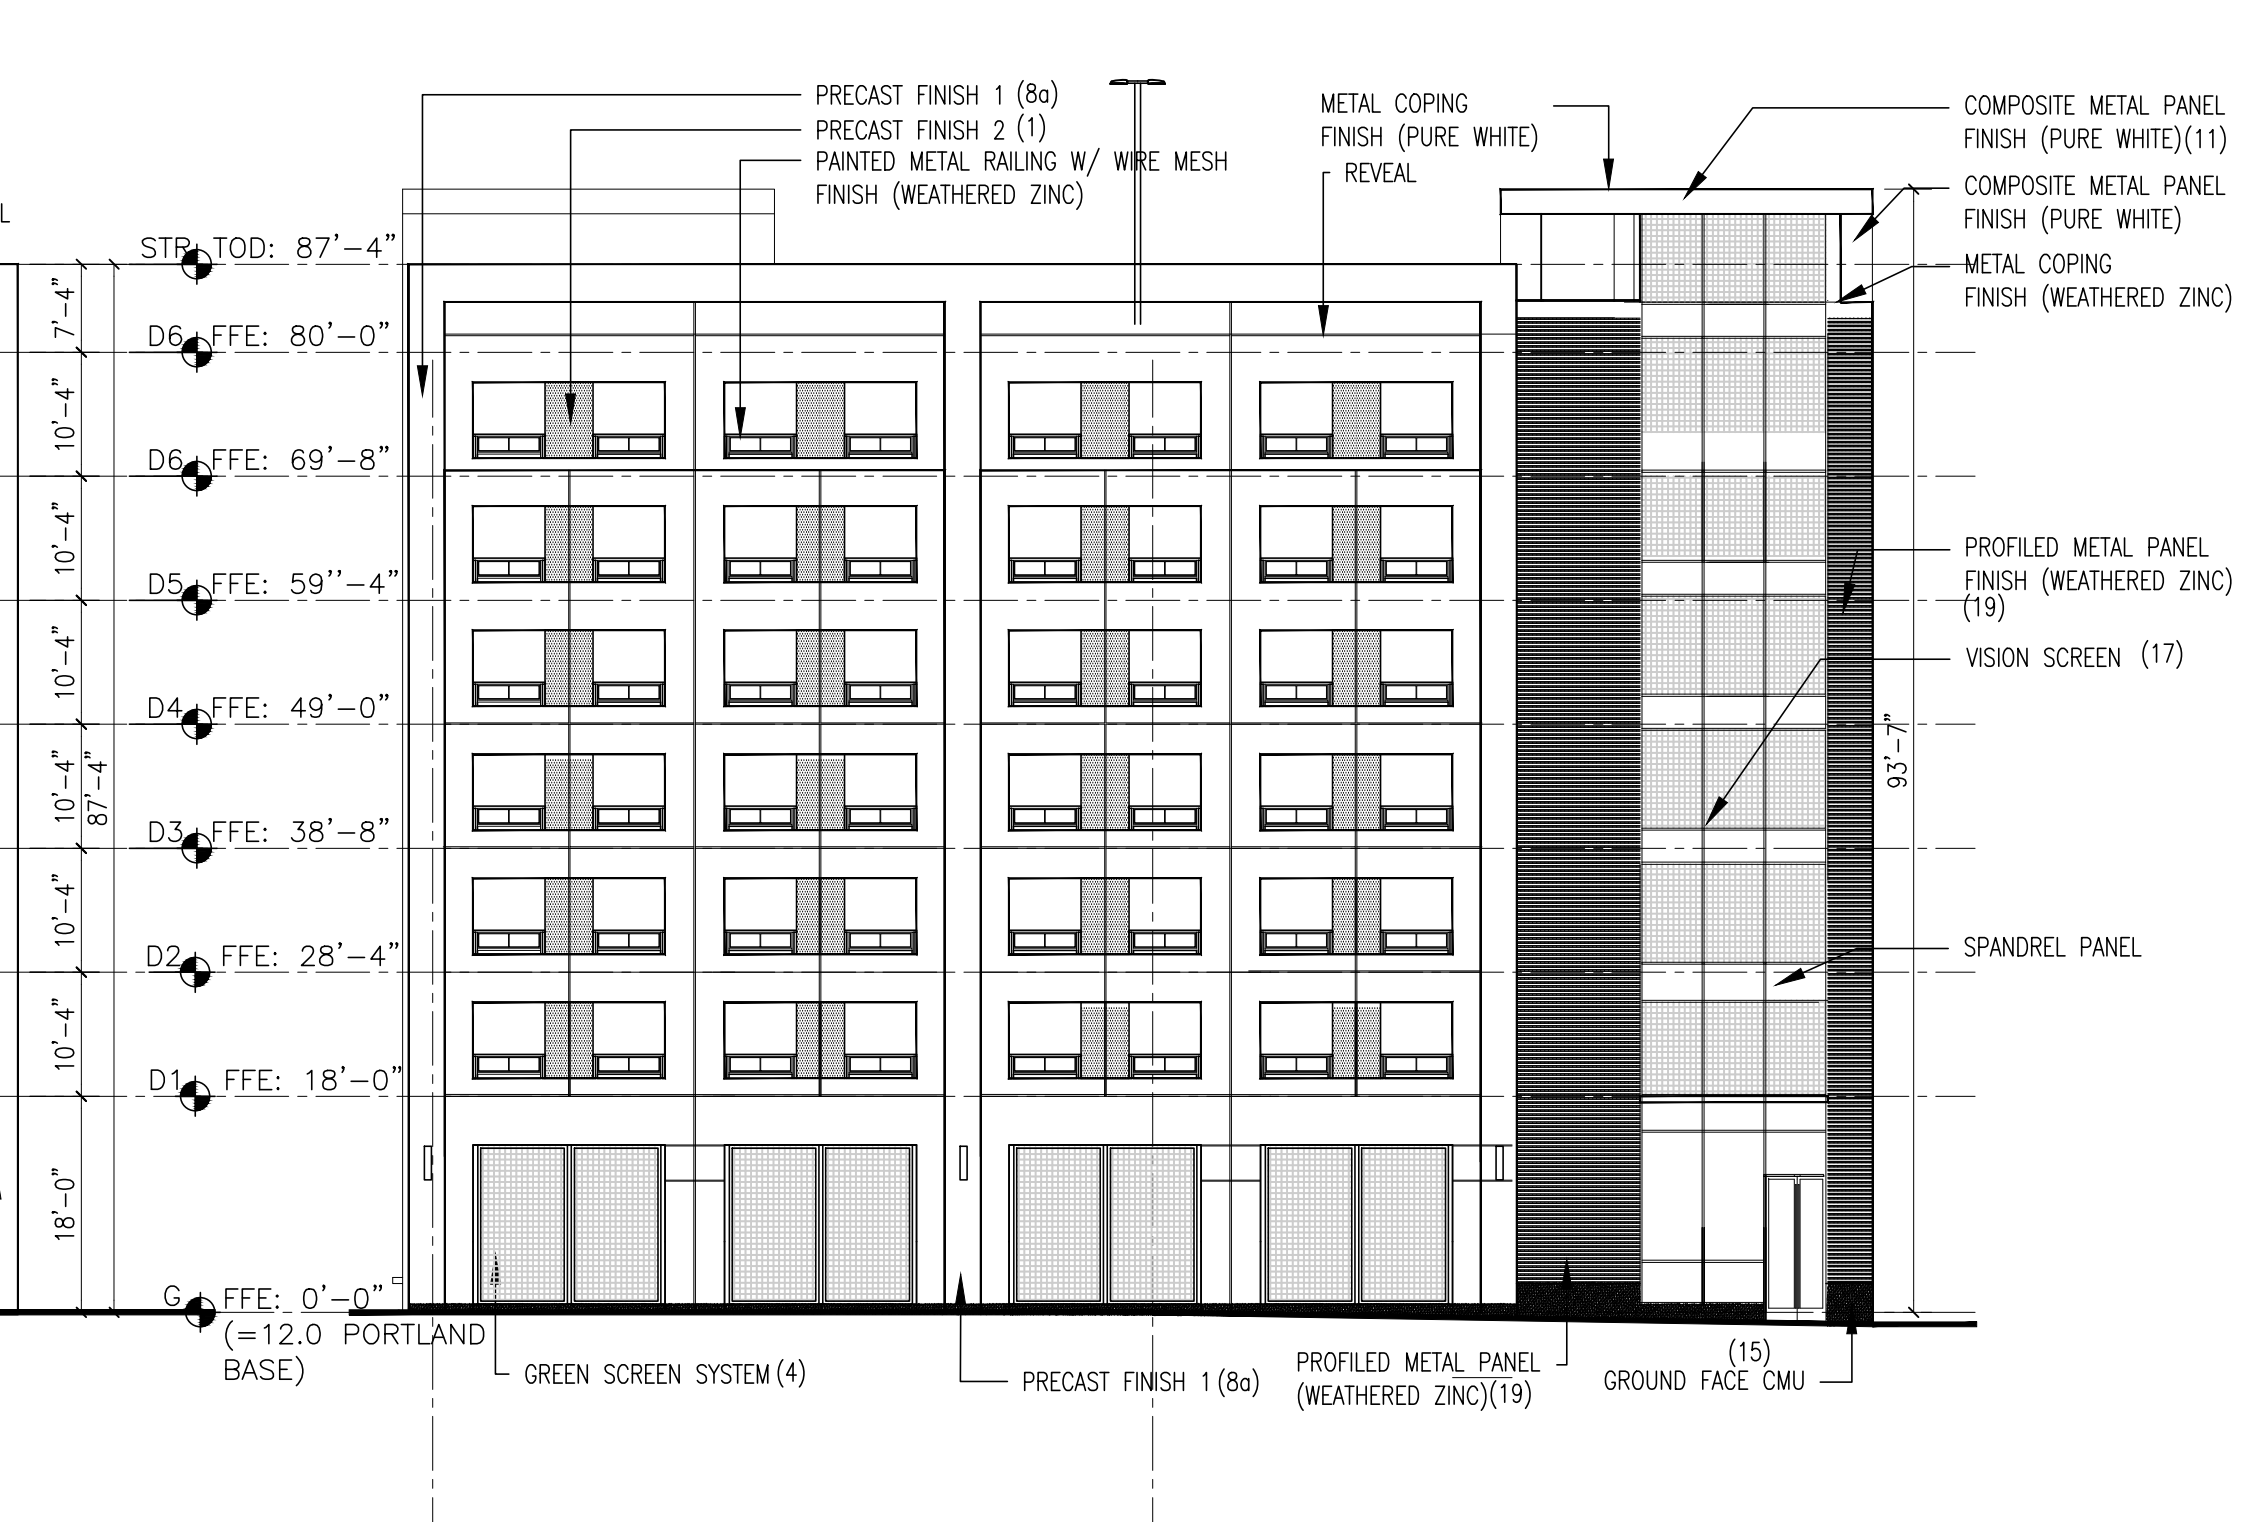 PRECAST FINISH 1 (8a)
PRECAST FINISH 2 (1)
PAINTED METAL RAILING W/ WIRE MESH
FINISH (WEATHERED ZINC)
METAL COPING
FINISH (PURE WHITE)
REVEAL
COMPOSITE METAL PANEL
FINISH (PURE WHITE)(11)
COMPOSITE METAL PANEL
FINISH (PURE WHITE)
METAL COPING
FINISH (WEATHERED ZINC)
L
STR TOD: 87'-4"
7'-4"
D6 FFE: 80'-0"
10'-4"
D6 FFE: 69'-8"
10'-4"
D5 FFE: 59''-4"
10'-4"
D4 FFE: 49'-0"
10'-4"
87'-4"
D3 FFE: 38'-8"
10'-4"
D2 FFE: 28'-4"
10'-4"
D1 FFE: 18'-0"
18'-0"
G FFE: 0'-0"
(=12.0 PORTLAND
BASE)
PROFILED METAL PANEL
FINISH (WEATHERED ZINC)
(19)
VISION SCREEN (17)
93'-7"
SPANDREL PANEL
GREEN SCREEN SYSTEM (4)
PRECAST FINISH 1 (8a)
PROFILED METAL PANEL
(WEATHERED ZINC)(19)
(15)
GROUND FACE CMU